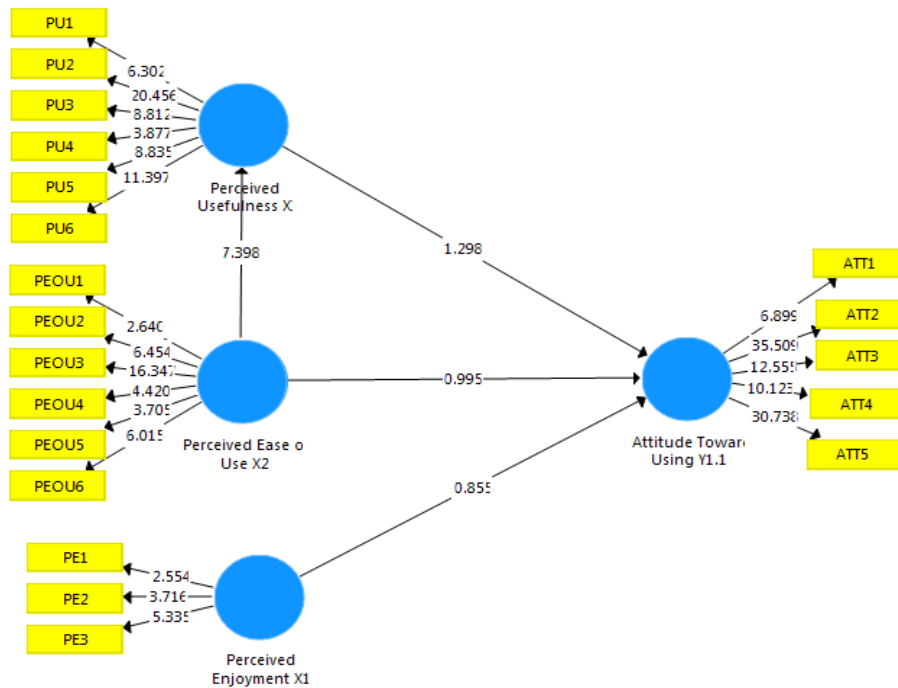 PU1
PU2
PU3
PU4
PU5
PU6
6.302
20.456
8.812
3.877
8.835
11.397
Perceived
Usefulness X
7.398
1.298
PEOU1
PEOU2
PEOU3
PEOU4
PEOU5
PEOU6
2.640
6.454
16.347
4.420
3.705
6.015
Perceived Ease o
Use X2
0.995
0.855
ATT1
ATT2
ATT3
ATT4
ATT5
6.899
35.509
12.555
10.123
30.738
Attitude Towar
Using Y1.1
PE1
PE2
PE3
2.554
3.716
5.335
Perceived
Enjoyment X1